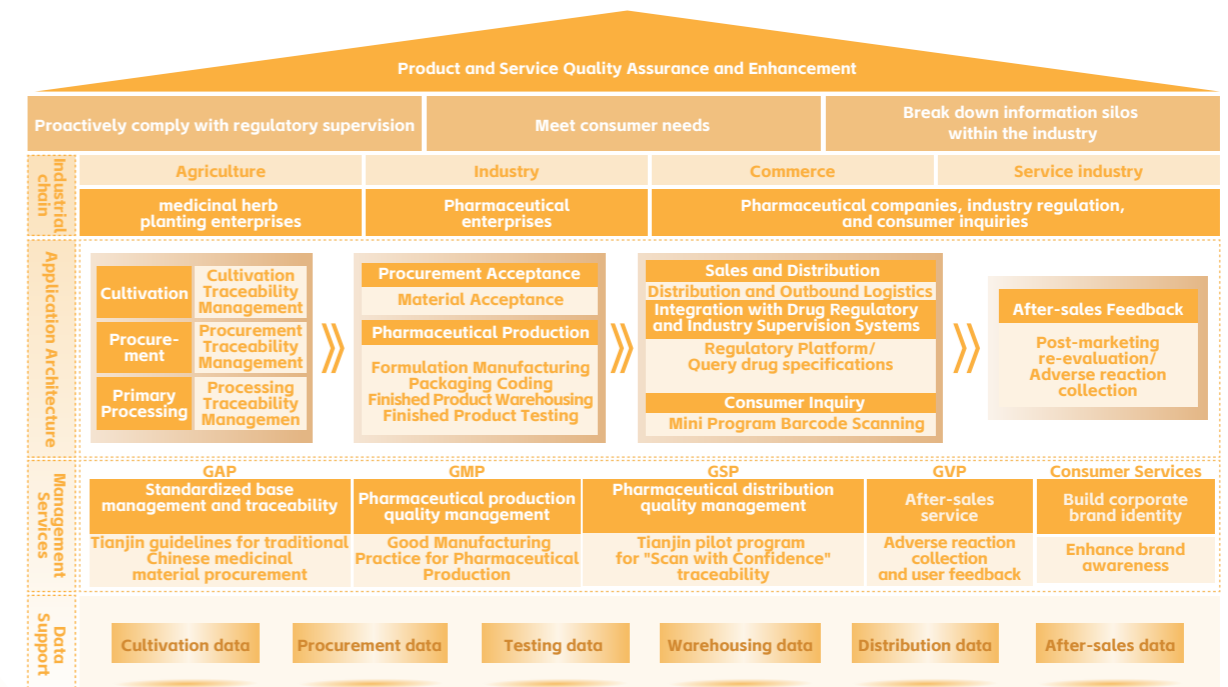 Product and Service Quality Assurance and Enhancement
Proactively comply with regulatory supervision
Meet consumer needs
Break down information silos
within the industry
Industrial
chain
Agriculture
Industry
Commerce
Service industry
medicinal herb
planting enterprises
Pharmaceutical
enterprises
Pharmaceutical companies, industry regulation,
and consumer inquiries
Application Architecture
Cultivation
Cultivation
Traceability
Management
Procure-
ment
Procurement
Traceability
Management
Primary
Processing
Processing
Traceability
Managemen
Procurement Acceptance
Material Acceptance
Pharmaceutical Production
Formulation Manufacturing
Packaging Coding
Finished Product Warehousing
Finished Product Testing
Sales and Distribution
Distribution and Outbound Logistics
Integration with Drug Regulatory
and Industry Supervision Systems
Regulatory Platform/
Query drug specifications
Consumer Inquiry
Mini Program Barcode Scanning
After-sales Feedback
Post-marketing
re-evaluation/
Adverse reaction
collection
Management
Services
GAP
Standardized base
management and traceability
Tianjin guidelines for traditional
Chinese medicinal
material procurement
GMP
Pharmaceutical production
quality management
Good Manufacturing
Practice for Pharmaceutical
Production
GSP
Pharmaceutical distribution
quality management
Tianjin pilot program
for "Scan with Confidence"
traceability
GVP
After-sales
service
Adverse reaction
collection
and user feedback
Consumer Services
Build corporate
brand identity
Enhance brand
awareness
Data
Support
Cultivation data
Procurement data
Testing data
Warehousing data
Distribution data
After-sales data